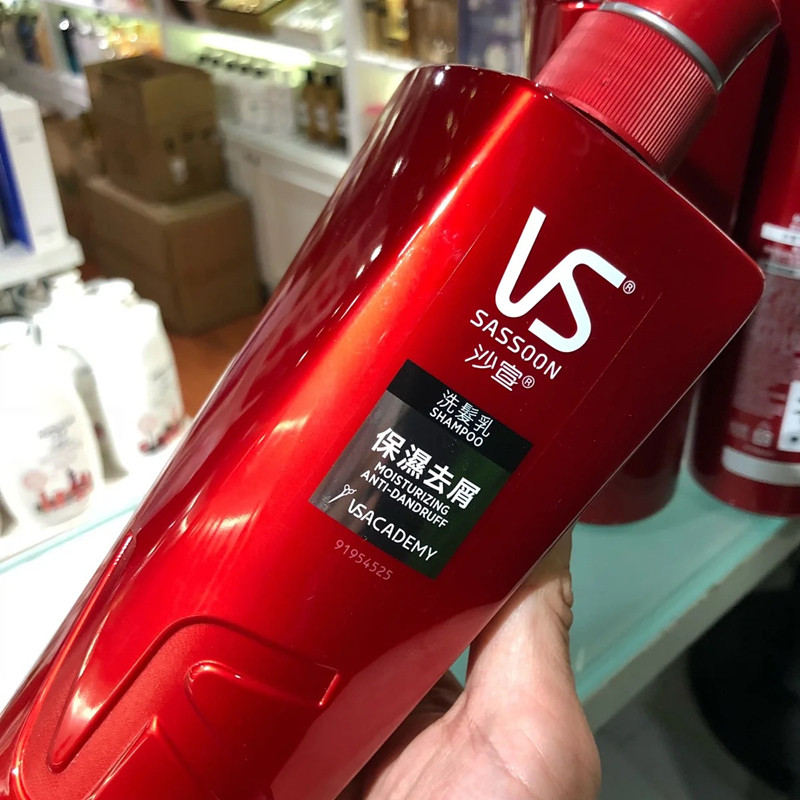 VS®
SASSOON
沙宣®
洗髮乳
SHAMPOO
保濕去屑
MOISTURIZING
ANTI-DANDRUFF
VSACADEMY
91954525